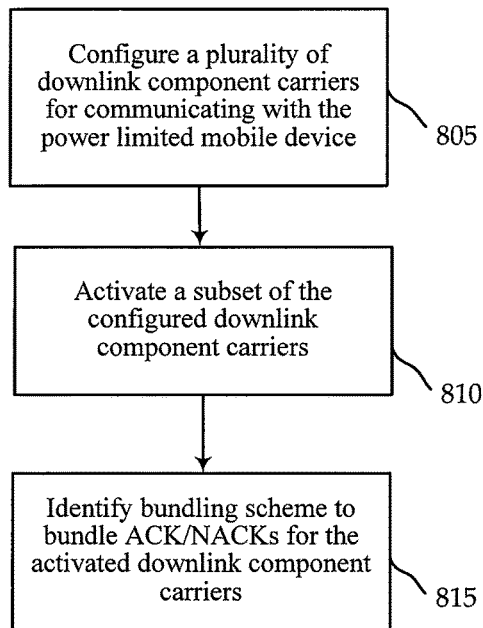 Configure a plurality of
downlink component carriers
for communicating with the
power limited mobile device
805
Activate a subset of the
configured downlink
component carriers
810
Identify bundling scheme to
bundle ACK/NACKs for the
activated downlink component
carriers
815